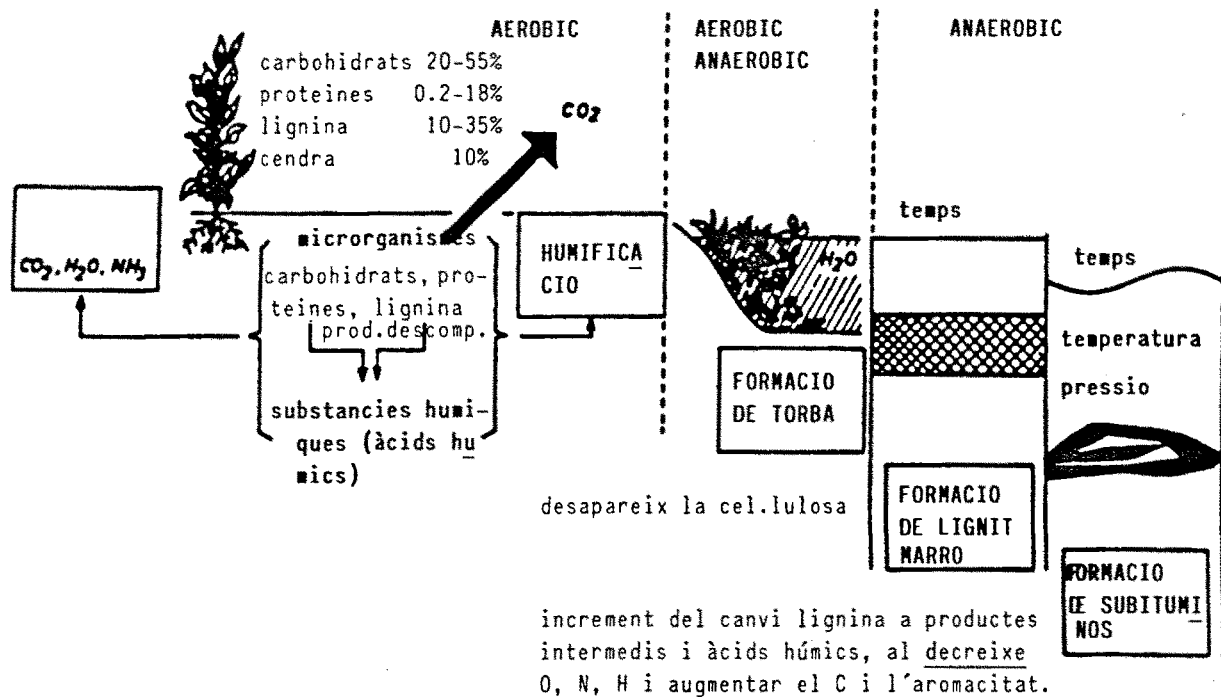 AEROBIC
AEROBIC
ANAEROBIC
ANAEROBIC
carbohidrats 20-55%
proteines 0.2-18%
lignina 10-35%
cendra 10%
CO2
CO2, H2O, NH3
microrganismes
carbohidrats, pro-
teines, lignina
prod.descomp.
substancies humi-
ques (àcids hu
mics)
HUMIFICA
CIO
H2O
FORMACIO
DE TORBA
temps
FORMACIO
DE LIGNIT
MARRO
temps
temperatura
pressio
FORMACIO
DE SUBITUMI
NOS
desapareix la cel.lulosa
increment del canvi lignina a productes
intermedis i àcids húmics, al decreixe
O, N, H i augmentar el C i l'aromacitat.